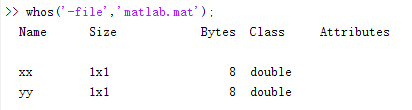 >> whos('-file','matlab.mat');
Name Size Bytes Class Attributes
xx 1x1 8 double
yy 1x1 8 double